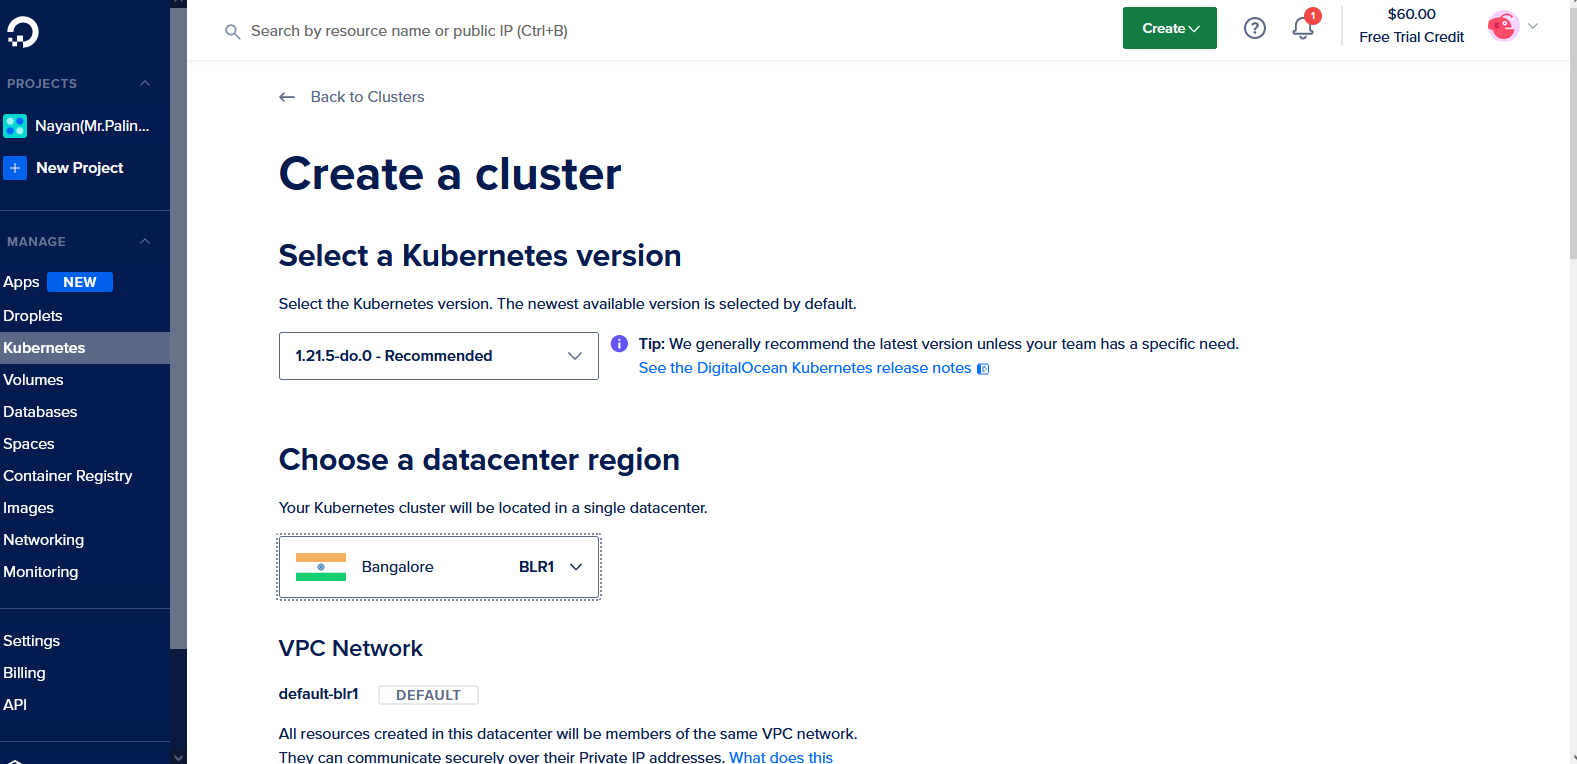 Search by resource name or public IP (Ctrl+B)
Create
1
$60.00
Free Trial Credit
PROJECTS
Nayan(Mr.Palin...
New Project
MANAGE
Apps NEW
Droplets
Kubernetes
Volumes
Databases
Spaces
Container Registry
Images
Networking
Monitoring
Settings
Billing
API
Back to Clusters
Create a cluster
Select a Kubernetes version
Select the Kubernetes version. The newest available version is selected by default.
1.21.5-do.0 - Recommended
Tip: We generally recommend the latest version unless your team has a specific need.
See the DigitalOcean Kubernetes release notes
Choose a datacenter region
Your Kubernetes cluster will be located in a single datacenter.
Bangalore BLR1
VPC Network
default-blr1 DEFAULT
All resources created in this datacenter will be members of the same VPC network.
They can communicate securely over their Private IP addresses. What does this